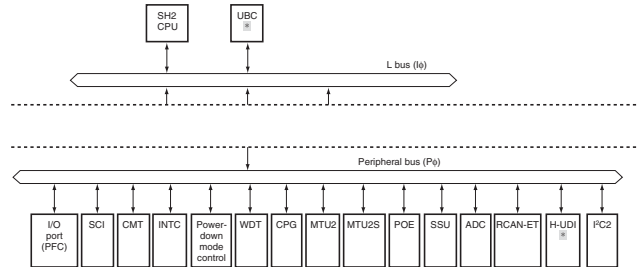 SH2
CPU
UBC
*
L bus (Iϕ)
Peripheral bus (Pϕ)
I/O
port
(PFC)
SCI
CMT
INTC
Power-
down
mode
control
WDT
CPG
MTU2
MTU2S
POE
SSU
ADC
RCAN-ET
H-UDI
*
I²C2